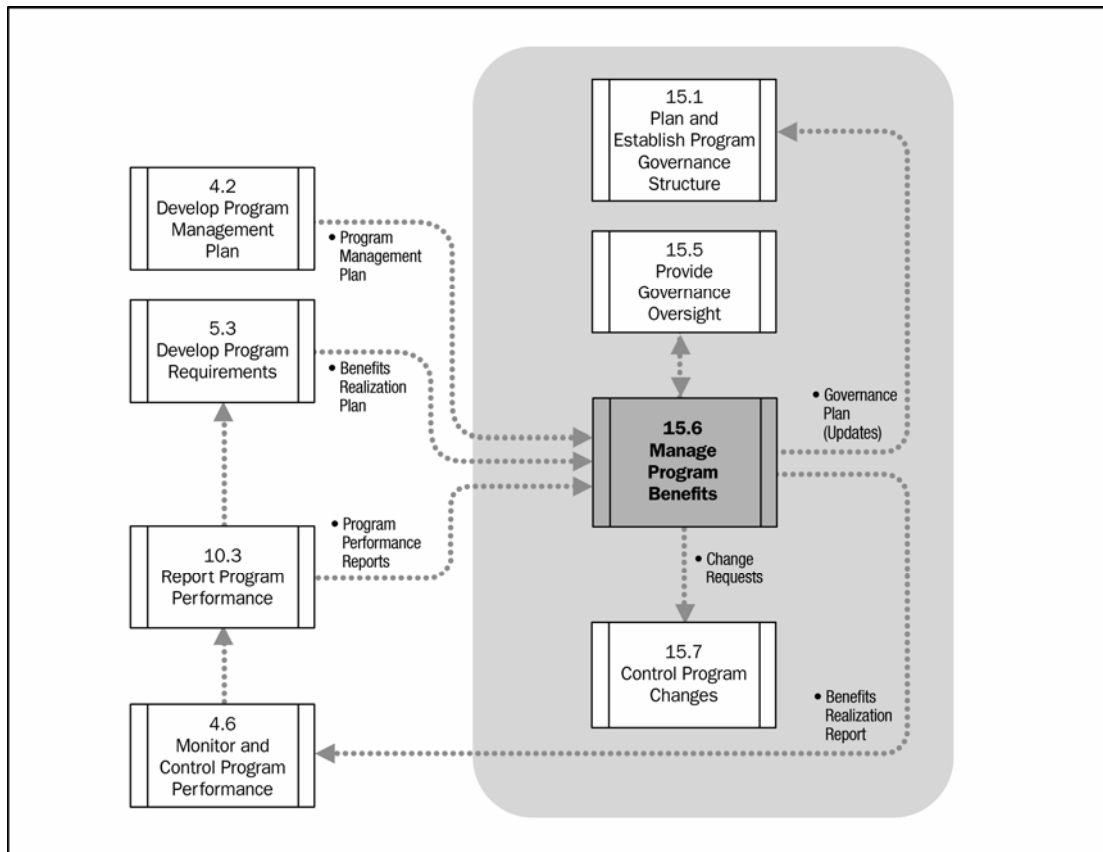 15.1
Plan and
Establish Program
Governance
Structure
4.2
Develop Program
Management
Plan
• Program
Management
Plan
15.5
Provide
Governance
Oversight
5.3
Develop Program
Requirements
• Benefits
Realization
Plan
• Governance
Plan
(Updates)
15.6
Manage
Program
Benefits
10.3
Report Program
Performance
• Program
Performance
Reports
• Change
Requests
15.7
Control Program
Changes
4.6
Monitor and
Control Program
Performance
• Benefits
Realization
Report